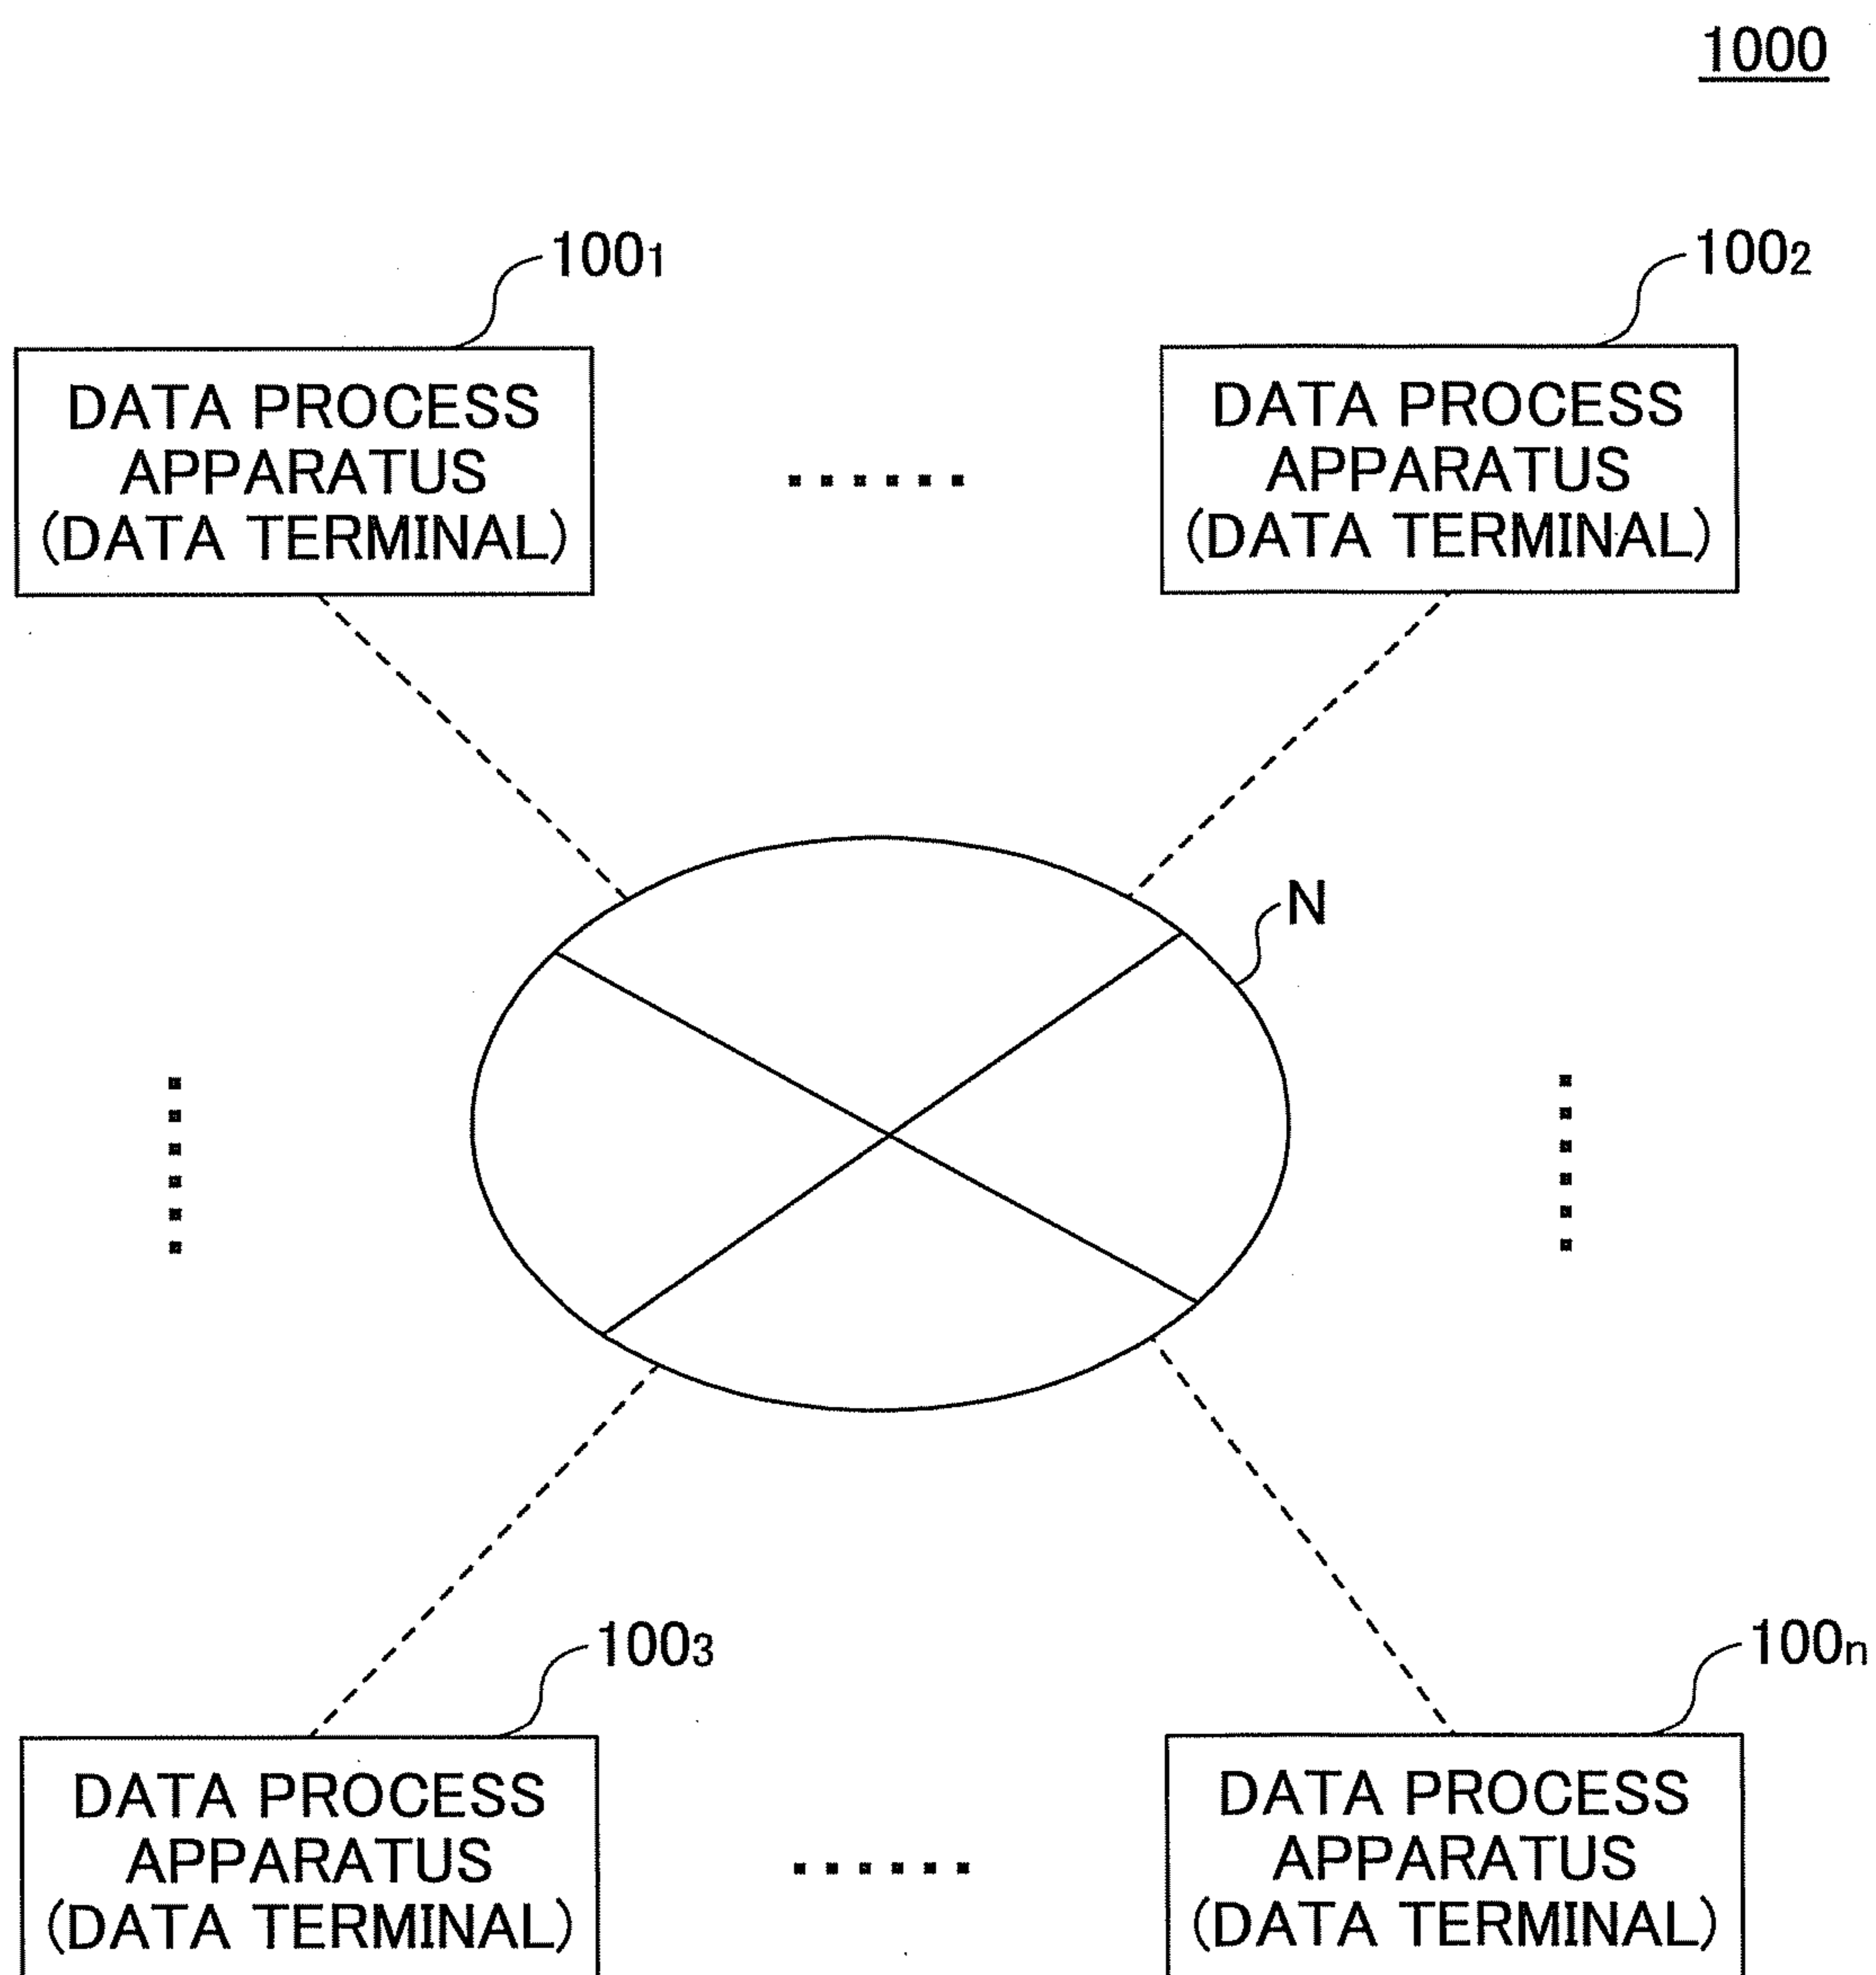 1000
100₁
100₂
DATA PROCESS
APPARATUS
(DATA TERMINAL)
DATA PROCESS
APPARATUS
(DATA TERMINAL)
N
100₃
100n
DATA PROCESS
APPARATUS
(DATA TERMINAL)
DATA PROCESS
APPARATUS
(DATA TERMINAL)